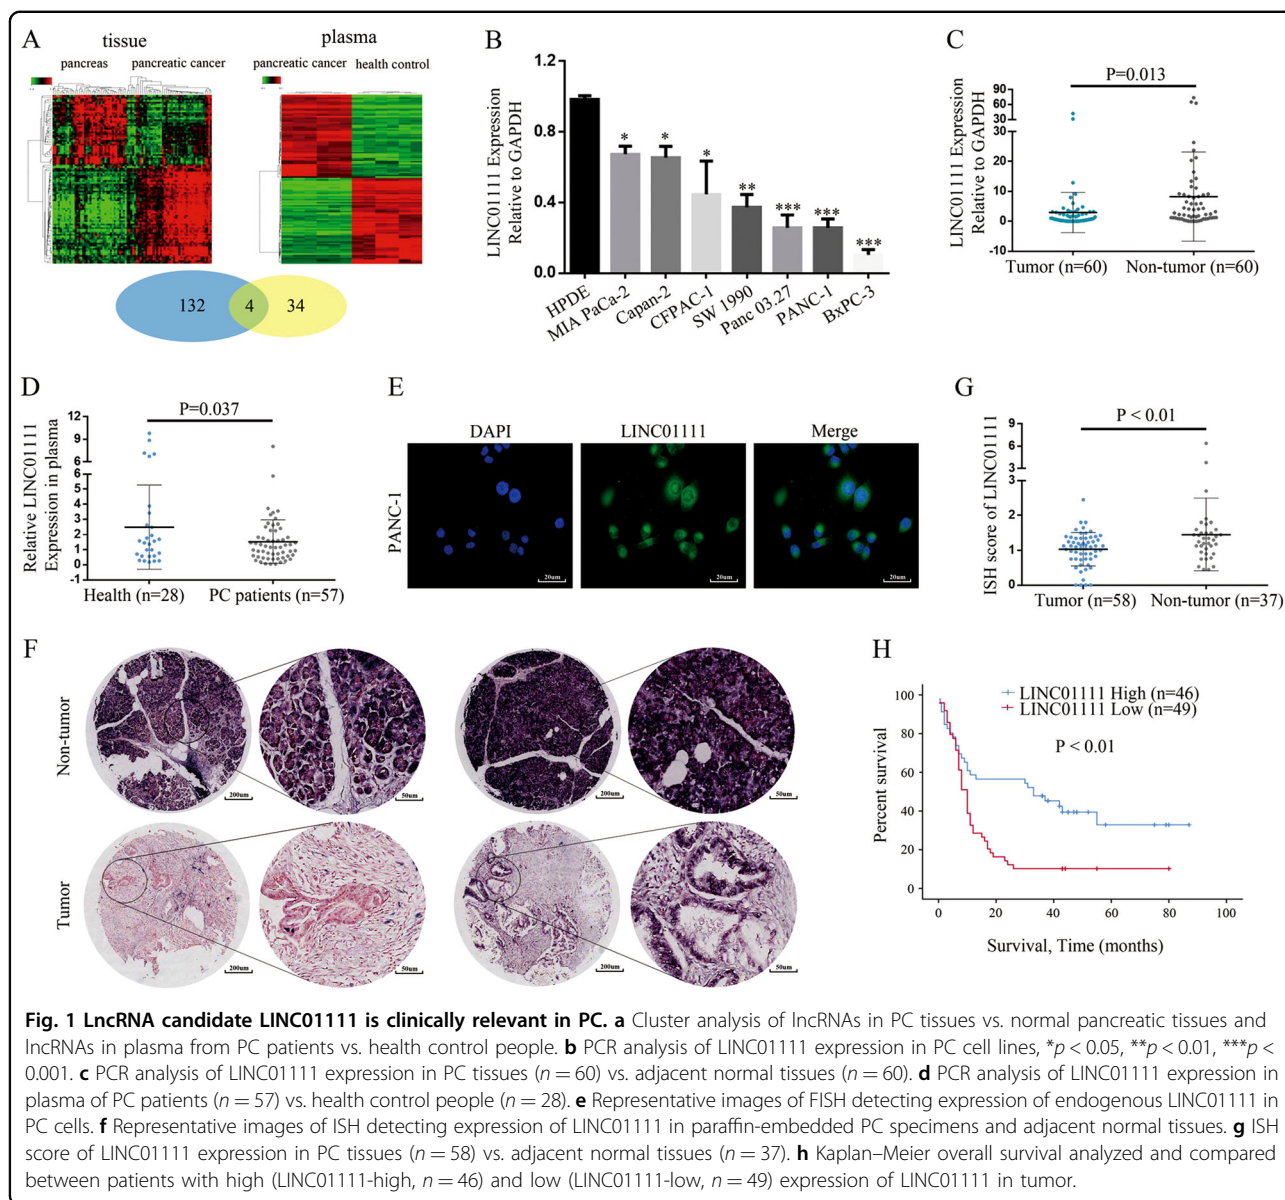 A
tissue
pancreas pancreatic cancer
plasma
pancreatic cancer health control
132 4 34
B
LINC01111 Expression
Relative to GAPDH
1.2
0.8
0.4
0.0
* * * ** *** *** ***
HPDE
MIA PaCa-2
Capan-2
CFPAC-1
SW 1990
Panc 03.27
PANC-1
BxPC-3
C
P=0.013
LINC01111 Expression
Relative to GAPDH
90
60
30
30
20
10
0
-10
Tumor (n=60) Non-tumor (n=60)
D
P=0.037
Relative LINC01111
Expression in plasma
12
9
6
6
5
4
3
2
1
0
-1
Health (n=28) PC patients (n=57)
E
DAPI LINC01111 Merge
PANC-1
20um 20um 20um
G
P < 0.01
ISH score of LINC01111
9
6
3
3
2
1
0
Tumor (n=58) Non-tumor (n=37)
F
Non-tumor
200um 50um 200um 50um
Tumor
200um 50um 200um 50um
H
LINC01111 High (n=46)
LINC01111 Low (n=49)
P < 0.01
Percent survival
100
80
60
40
20
0
0 20 40 60 80 100
Survival, Time (months)
Fig. 1 LncRNA candidate LINC01111 is clinically relevant in PC. a Cluster analysis of lncRNAs in PC tissues vs. normal pancreatic tissues and
lncRNAs in plasma from PC patients vs. health control people. b PCR analysis of LINC01111 expression in PC cell lines, *p < 0.05, **p < 0.01, ***p <
0.001. c PCR analysis of LINC01111 expression in PC tissues (n = 60) vs. adjacent normal tissues (n = 60). d PCR analysis of LINC01111 expression in
plasma of PC patients (n = 57) vs. health control people (n = 28). e Representative images of FISH detecting expression of endogenous LINC01111 in
PC cells. f Representative images of ISH detecting expression of LINC01111 in paraffin-embedded PC specimens and adjacent normal tissues. g ISH
score of LINC01111 expression in PC tissues (n = 58) vs. adjacent normal tissues (n = 37). h Kaplan–Meier overall survival analyzed and compared
between patients with high (LINC01111-high, n = 46) and low (LINC01111-low, n = 49) expression of LINC01111 in tumor.